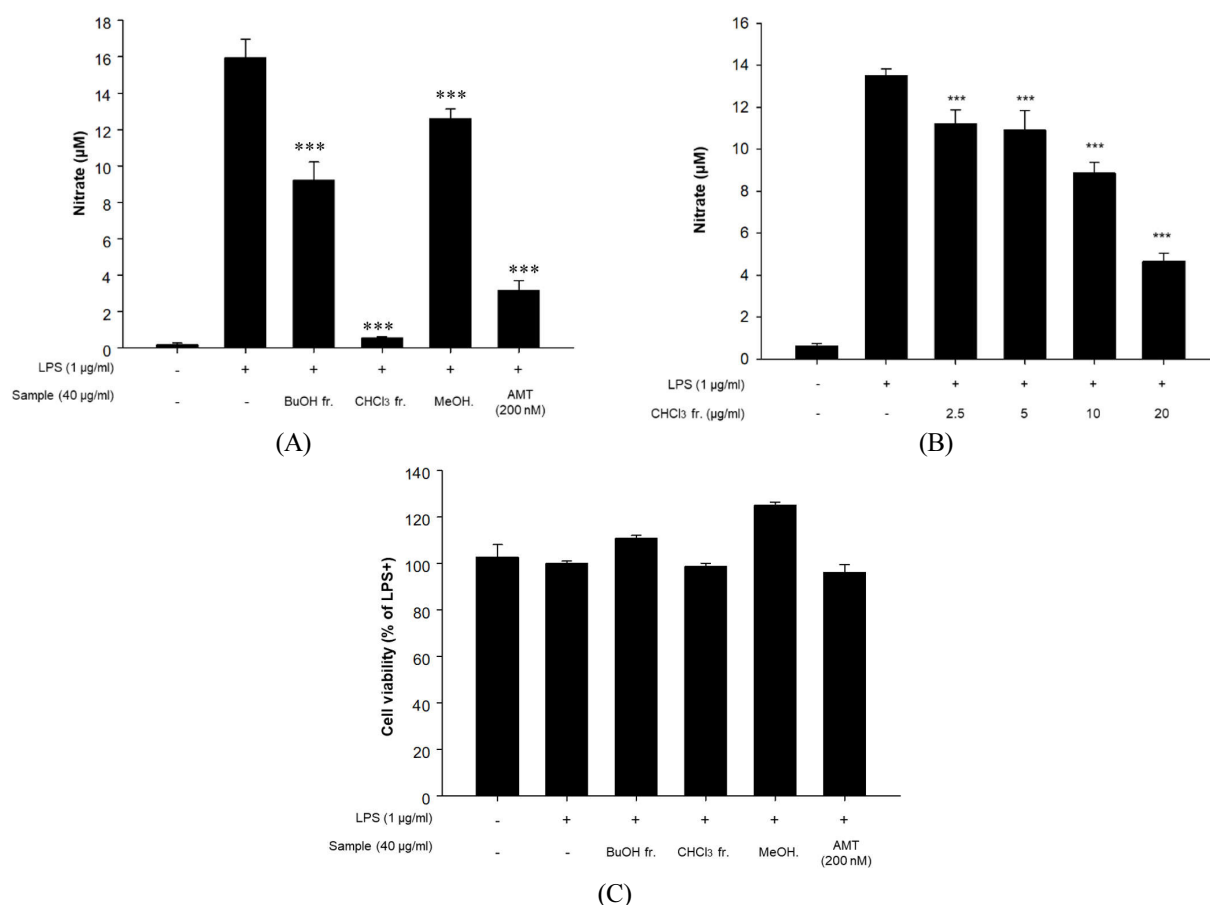 18
16
14
12
10
8
6
4
2
0
Nitrate (µM)
***
***
***
***
LPS (1 µg/ml) - + + + + +
Sample (40 µg/ml) - - BuOH fr. CHCl3 fr. MeOH. AMT
(200 nM)
(A)
16
14
12
10
8
6
4
2
0
Nitrate (µM)
***
***
***
***
LPS (1 µg/ml) - + + + + +
CHCl3 fr. (µg/ml) - - 2.5 5 10 20
(B)
140
120
100
80
60
40
20
0
Cell viability (% of LPS+)
LPS (1 µg/ml) - + + + + +
Sample (40 µg/ml) - - BuOH fr. CHCl3 fr. MeOH. AMT
(200 nM)
(C)